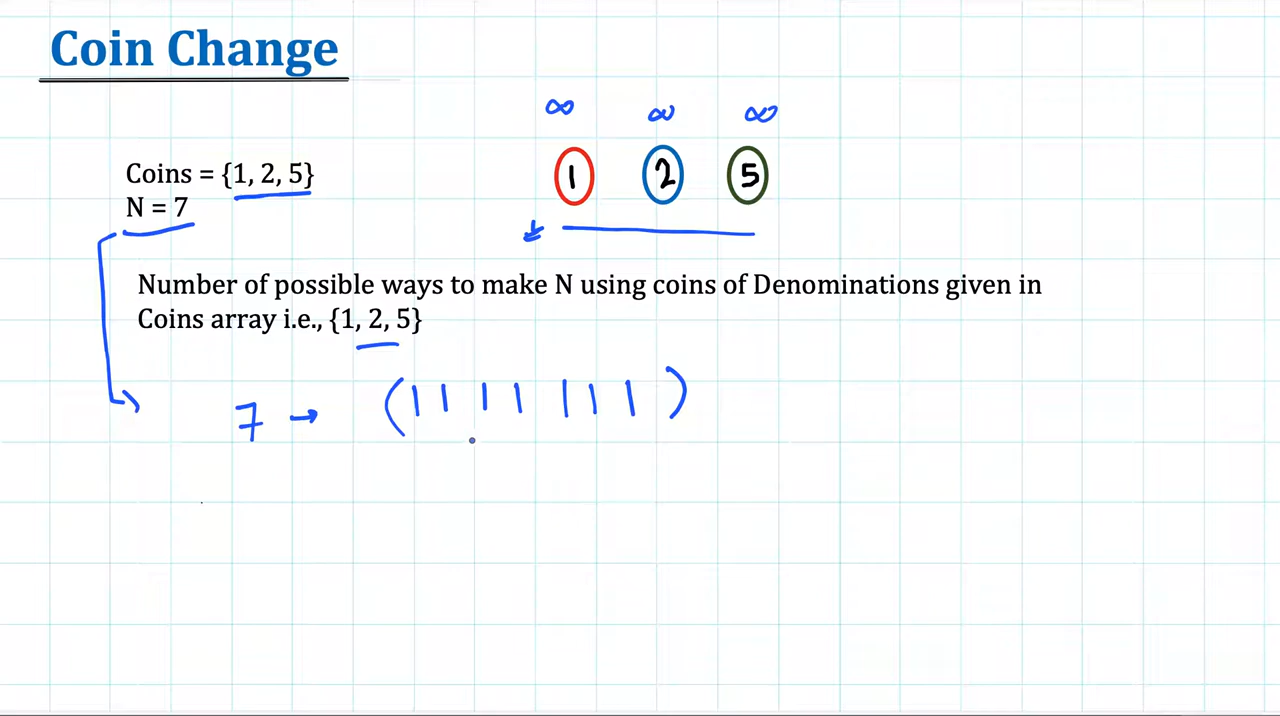 Coin Change
∞ ∞ ∞
1 2 5
Coins = {1, 2, 5}
N = 7
Number of possible ways to make N using coins of Denominations given in
Coins array i.e., {1, 2, 5}
7 → (1 1 1 1 1 1 1)